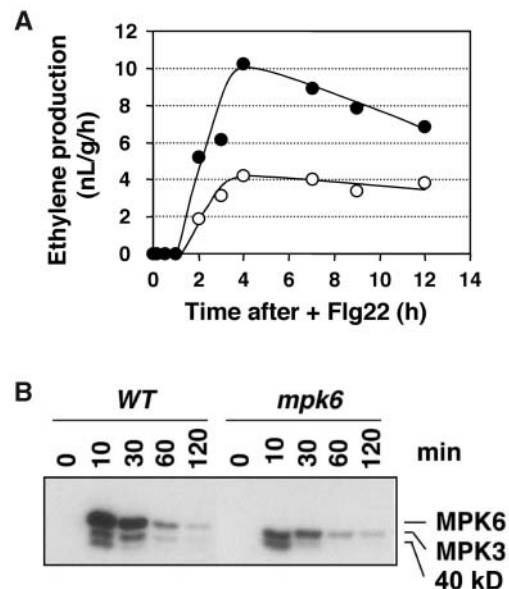 A
Ethylene production
(nL/g/h)
12
10
8
6
4
2
0
0 2 4 6 8 10 12 14
Time after + Flg22 (h)
B
WT mpk6
0 10 30 60 120 0 10 30 60 120 min
MPK6
MPK3
40 kD